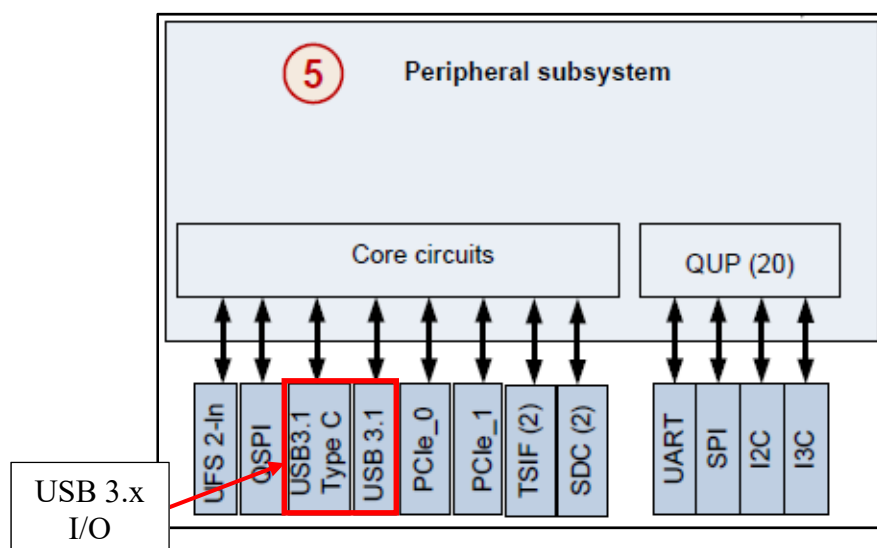 5
Peripheral subsystem
Core circuits
QUP (20)
UFS 2-ln
QSPI
USB3.1
Type C
USB 3.1
PCIe_0
PCIe_1
TSIF (2)
SDC (2)
UART
SPI
I2C
I3C
USB 3.x
I/O